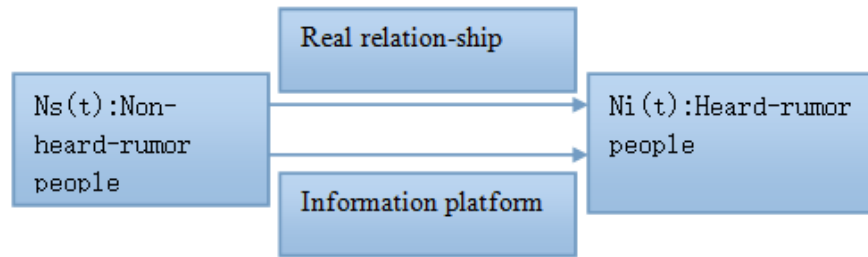 Real relation-ship
Ns(t):Non-
heard-rumor
people
Ni(t):Heard-rumor
people
Information platform